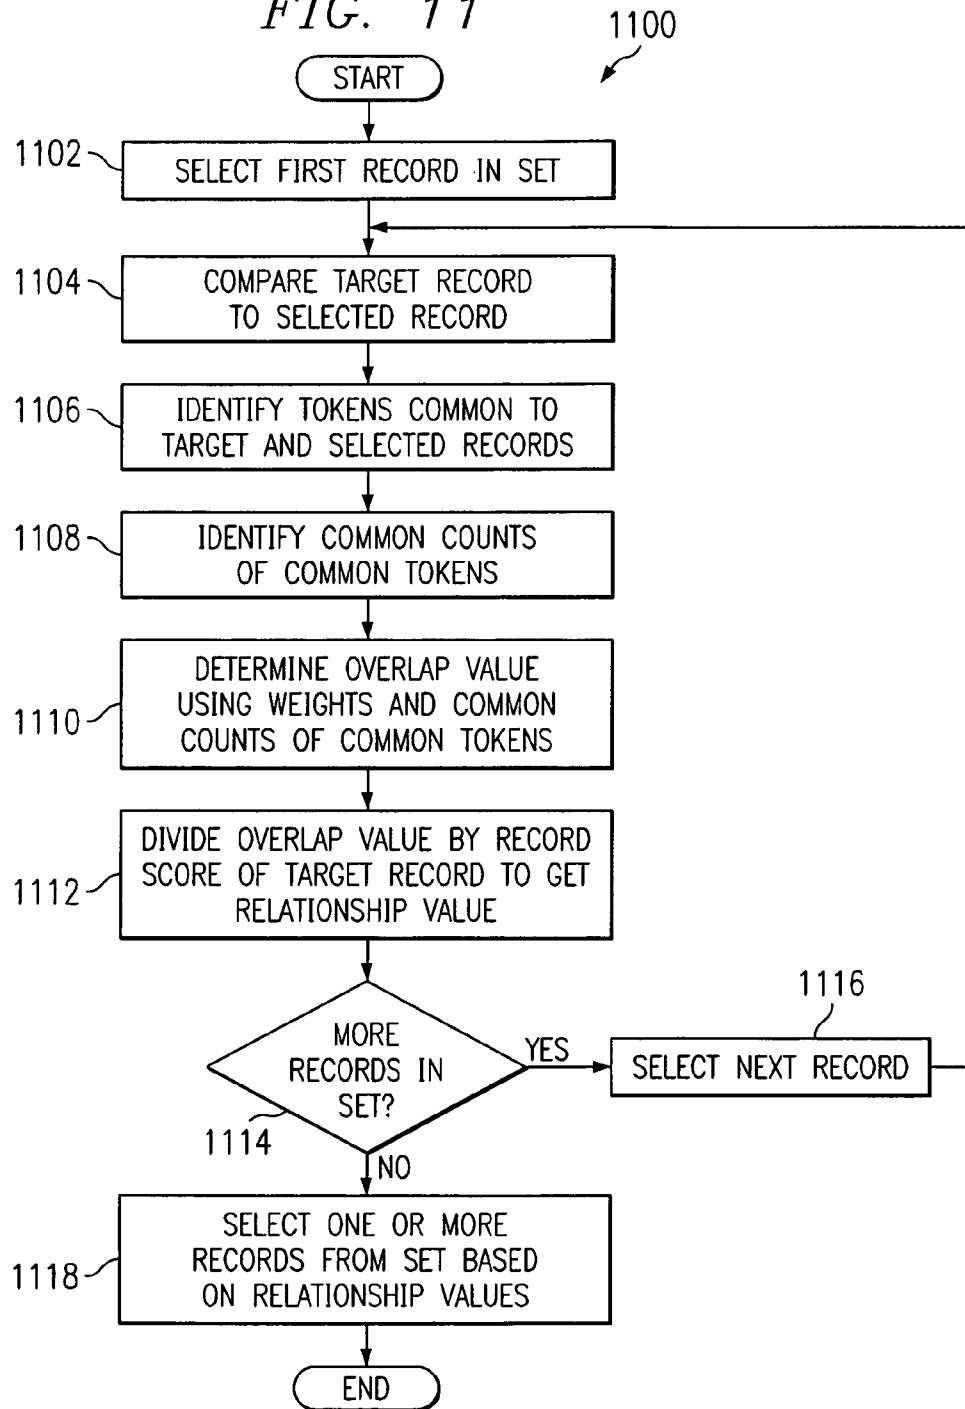 FIG. 11
1100
START
1102
SELECT FIRST RECORD IN SET
1104
COMPARE TARGET RECORD
TO SELECTED RECORD
1106
IDENTIFY TOKENS COMMON TO
TARGET AND SELECTED RECORDS
1108
IDENTIFY COMMON COUNTS
OF COMMON TOKENS
1110
DETERMINE OVERLAP VALUE
USING WEIGHTS AND COMMON
COUNTS OF COMMON TOKENS
1112
DIVIDE OVERLAP VALUE BY RECORD
SCORE OF TARGET RECORD TO GET
RELATIONSHIP VALUE
1114
MORE
RECORDS IN
SET?
YES
1116
SELECT NEXT RECORD
NO
1118
SELECT ONE OR MORE
RECORDS FROM SET BASED
ON RELATIONSHIP VALUES
END